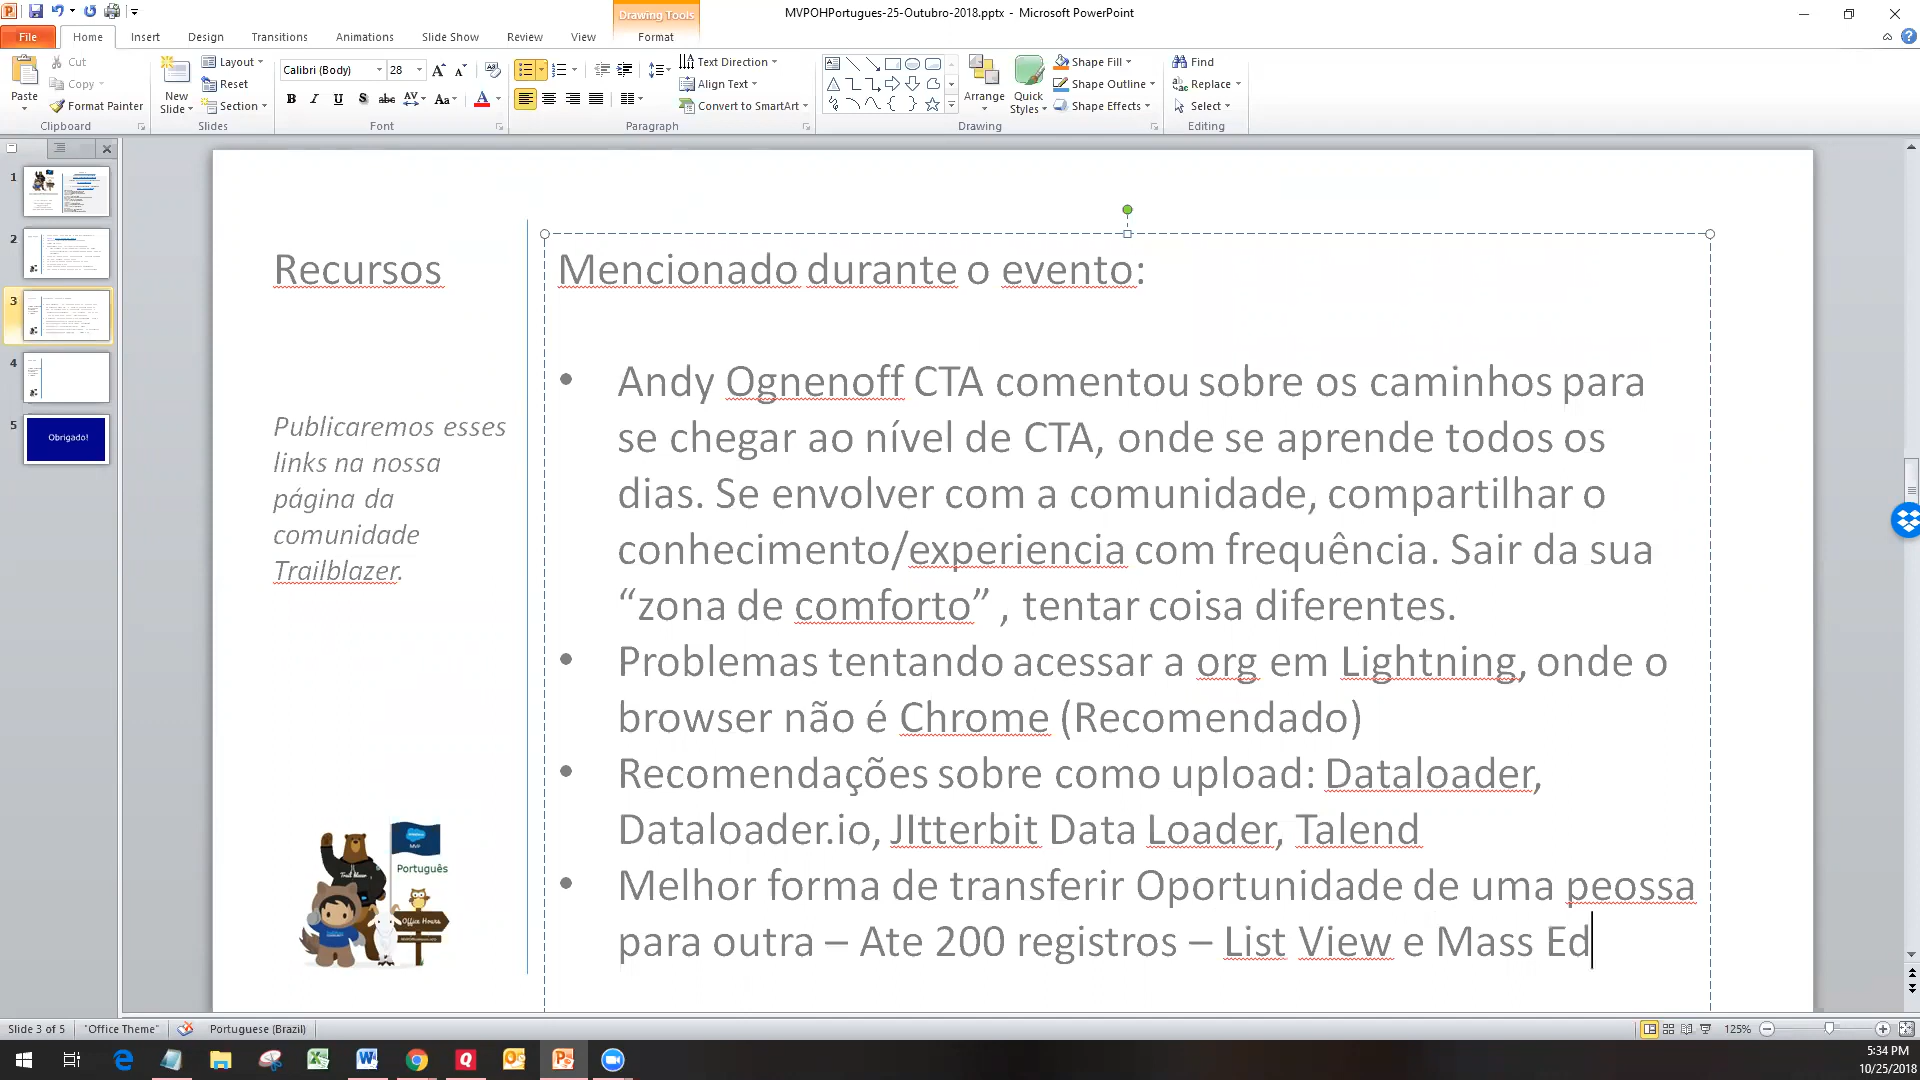 MVPOHPortugues-25-Outubro-2018.pptx - Microsoft PowerPoint
Drawing Tools
File Home Insert Design Transitions Animations Slide Show Review View Format
Paste
Cut
Copy
Format Painter
Clipboard
New Slide
Layout
Reset
Section
Slides
Calibri (Body) 28
Font
Text Direction
Align Text
Convert to SmartArt
Paragraph
Arrange
Quick Styles
Shape Fill
Shape Outline
Shape Effects
Drawing
Find
Replace
Select
Editing
1
2
3
4
5
Obrigado!
Recursos
Publicaremos esses
links na nossa
página da
comunidade
Trailblazer.
Português
Office Hours
Mencionado durante o evento:
• Andy Ognenoff CTA comentou sobre os caminhos para
se chegar ao nível de CTA, onde se aprende todos os
dias. Se envolver com a comunidade, compartilhar o
conhecimento/experiencia com frequência. Sair da sua
“zona de comforto” , tentar coisa diferentes.
• Problemas tentando acessar a org em Lightning, onde o
browser não é Chrome (Recomendado)
• Recomendações sobre como upload: Dataloader,
Dataloader.io, JItterbit Data Loader, Talend
• Melhor forma de transferir Oportunidade de uma peossa
para outra – Ate 200 registros – List View e Mass Ed
Slide 3 of 5 "Office Theme" Portuguese (Brazil) 125%
5:34 PM
10/25/2018